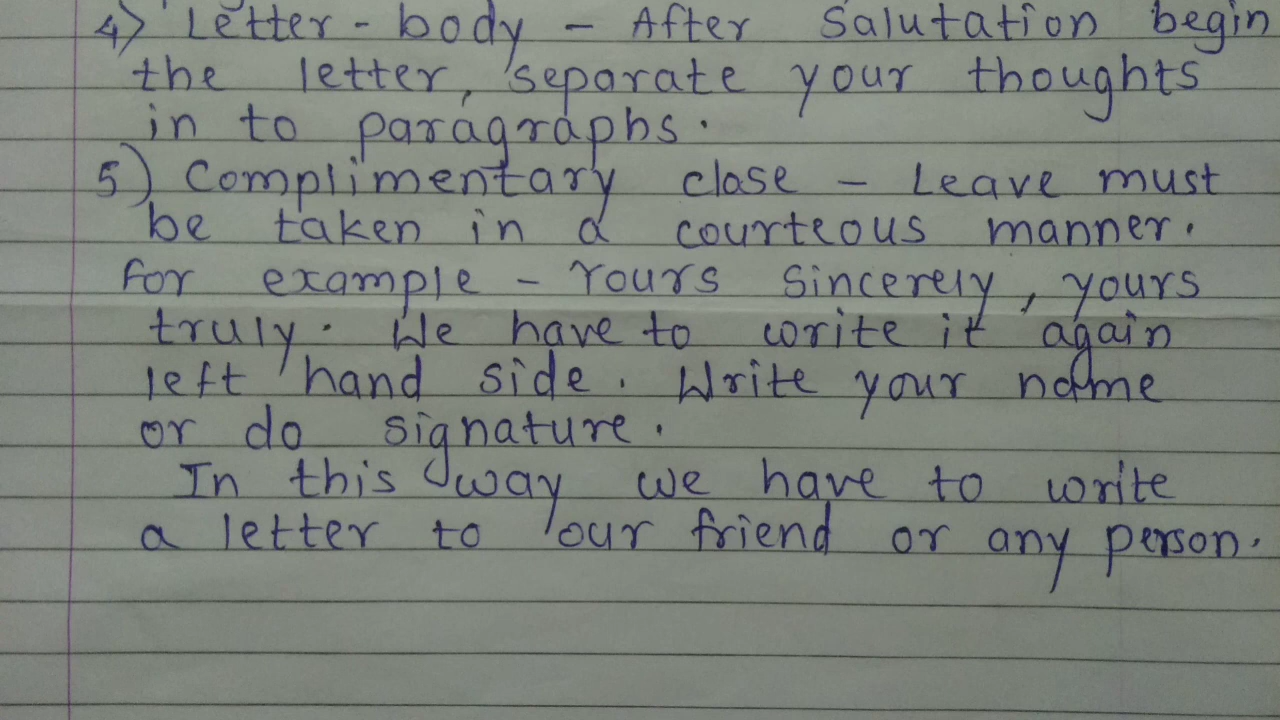 4) Letter - body - After Salutation begin
the letter, separate your thoughts
in to paragraphs.
5) Complimentary close - Leave must
be taken in a courteous manner.
For example - Yours Sincerely, yours
truly. We have to write it again
left hand side. Write your name
or do signature.
In this way we have to write
a letter to our friend or any person.